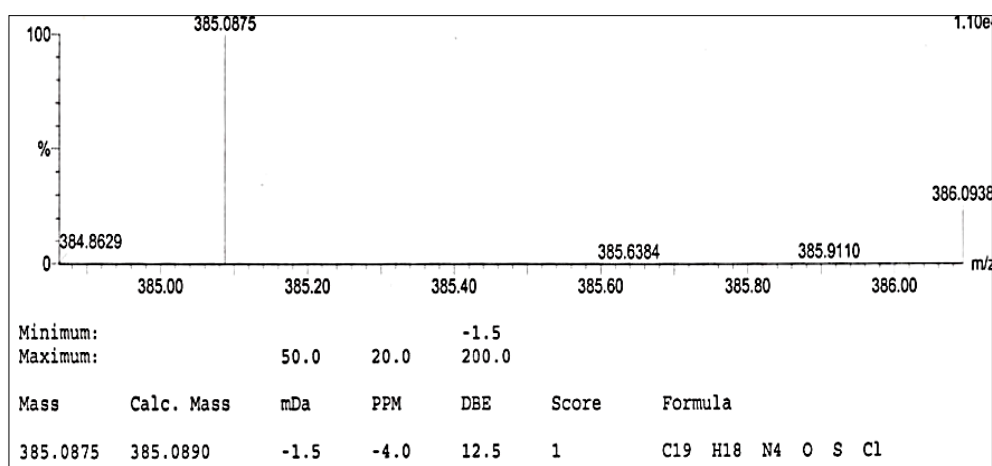 385.0875
100
1.10e
%
386.0938
384.8629
385.6384
385.9110
0
m/z
385.00 385.20 385.40 385.60 385.80 386.00
Minimum: -1.5
Maximum: 50.0 20.0 200.0
Mass Calc. Mass mDa PPM DBE Score Formula
385.0875 385.0890 -1.5 -4.0 12.5 1 C19 H18 N4 O S Cl